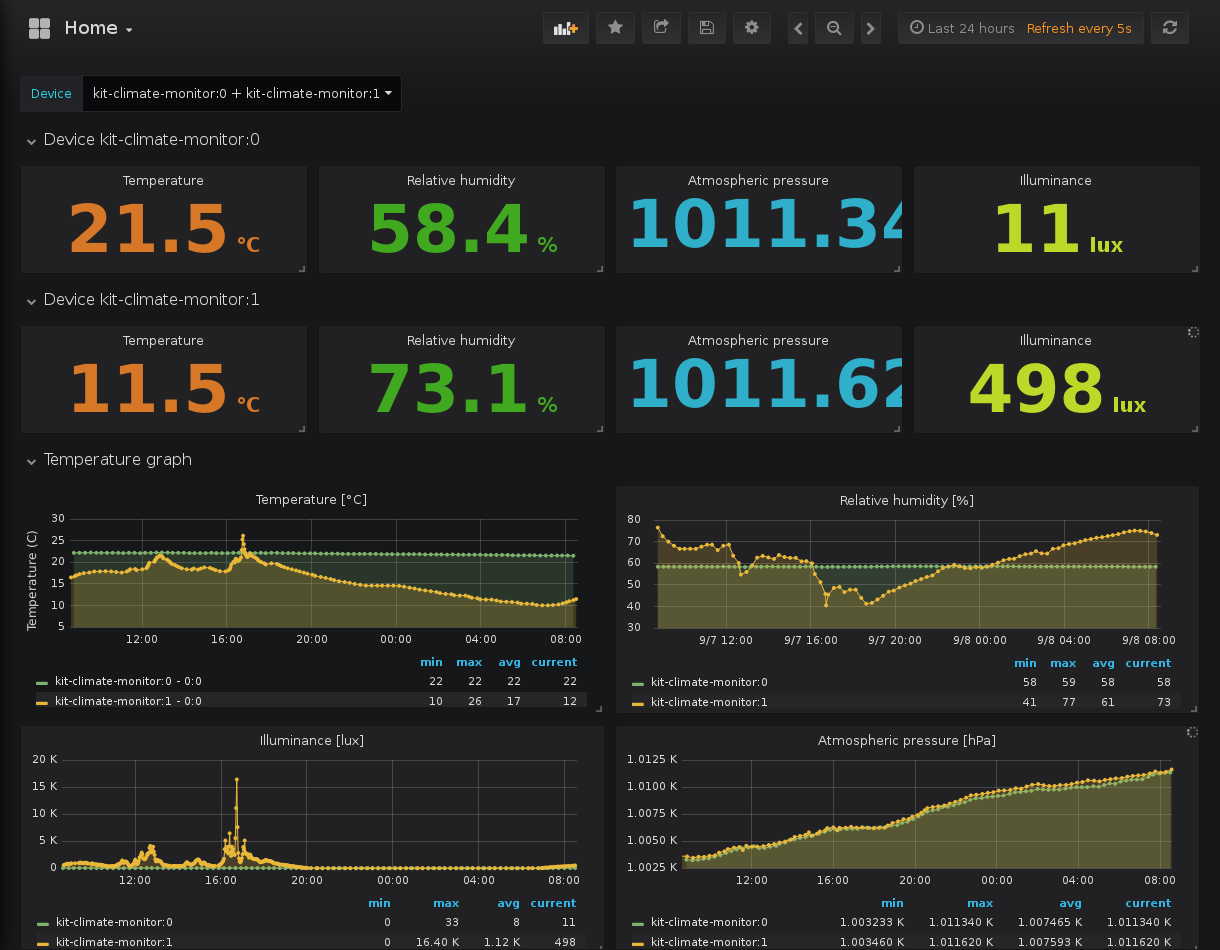 Home
Last 24 hours Refresh every 5s
Device kit-climate-monitor:0 + kit-climate-monitor:1
Device kit-climate-monitor:0
Temperature Relative humidity Atmospheric pressure Illuminance
21.5 °C 58.4 % 1011.34 11 lux
Device kit-climate-monitor:1
Temperature Relative humidity Atmospheric pressure Illuminance
11.5 °C 73.1 % 1011.62 498 lux
Temperature graph
Temperature [°C]
Temperature (C)
30
25
20
15
10
5
12:00 16:00 20:00 00:00 04:00 08:00
min max avg current
kit-climate-monitor:0 - 0:0 22 22 22 22
kit-climate-monitor:1 - 0:0 10 26 17 12
Relative humidity [%]
80
70
60
50
40
30
9/7 12:00 9/7 16:00 9/7 20:00 9/8 00:00 9/8 04:00 9/8 08:00
min max avg current
kit-climate-monitor:0 58 59 58 58
kit-climate-monitor:1 41 77 61 73
Illuminance [lux]
20 K
15 K
10 K
5 K
0
12:00 16:00 20:00 00:00 04:00 08:00
min max avg current
kit-climate-monitor:0 0 33 8 11
kit-climate-monitor:1 0 16.40 K 1.12 K 498
Atmospheric pressure [hPa]
1.0125 K
1.0100 K
1.0075 K
1.0050 K
1.0025 K
12:00 16:00 20:00 00:00 04:00 08:00
min max avg current
kit-climate-monitor:0 1.003233 K 1.011340 K 1.007465 K 1.011340 K
kit-climate-monitor:1 1.003460 K 1.011620 K 1.007593 K 1.011620 K